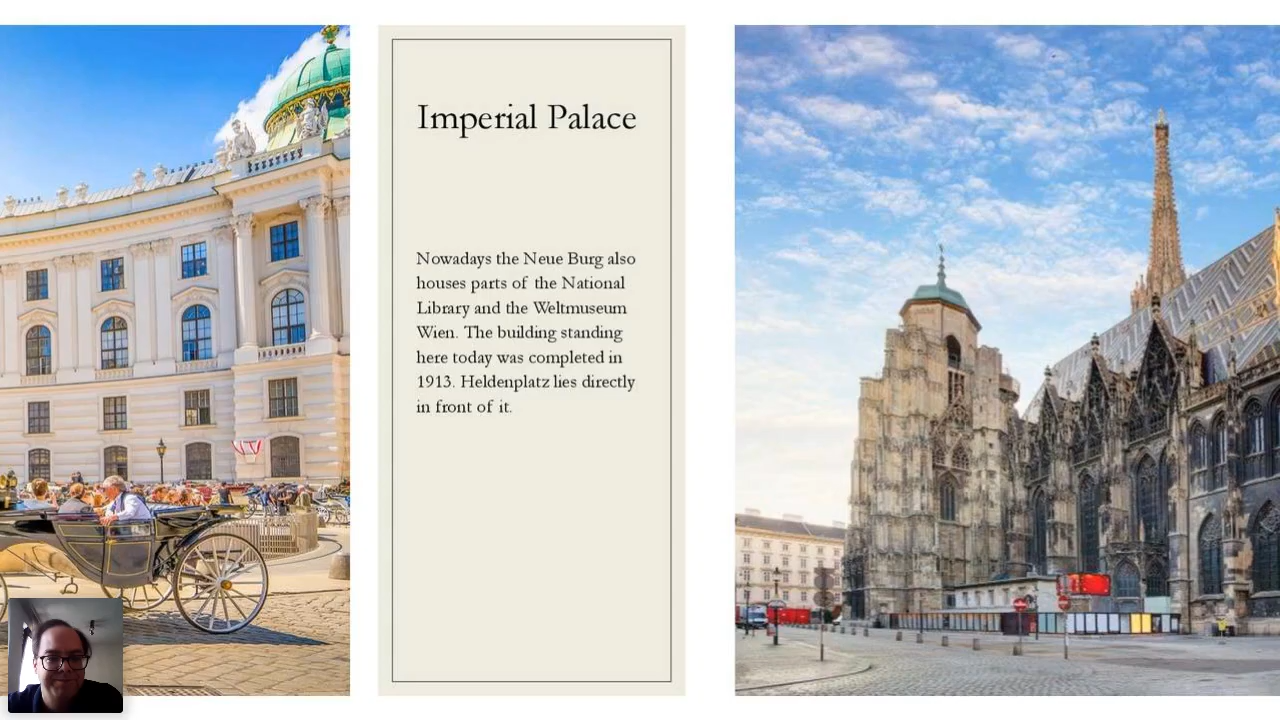 Imperial Palace
Nowadays the Neue Burg also
houses parts of the National
Library and the Weltmuseum
Wien. The building standing
here today was completed in
1913. Heldenplatz lies directly
in front of it.